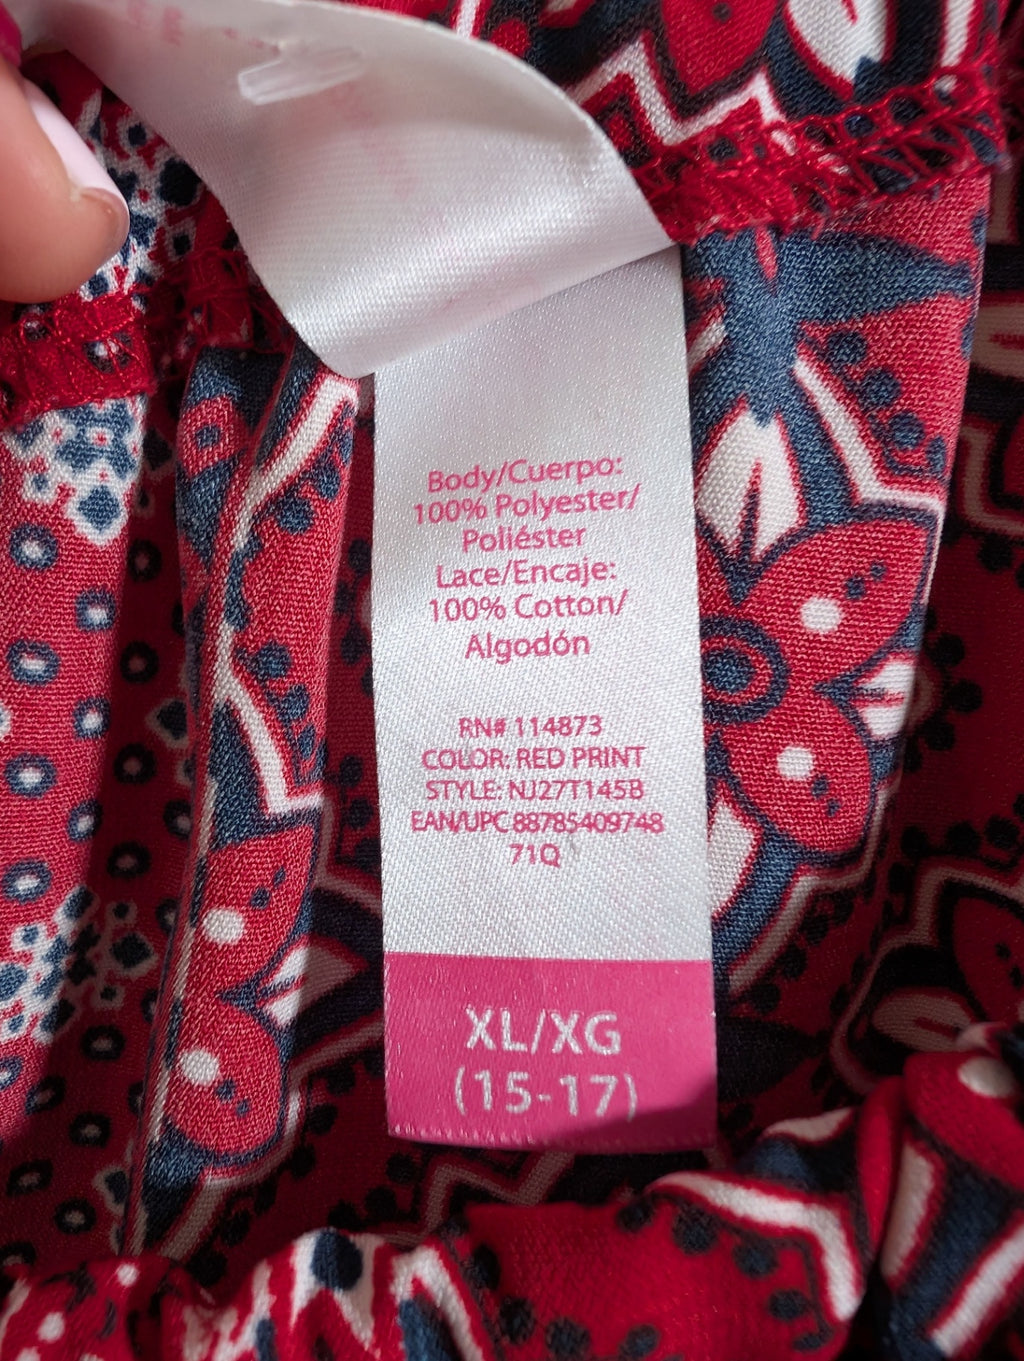 Body/Cuerpo:
100% Polyester/
Poliéster
Lace/Encaje:
100% Cotton/
Algodón
RN# 114873
COLOR: RED PRINT
STYLE: NJ27T145B
EAN/UPC 88785409748
71Q
XL/XG
(15-17)